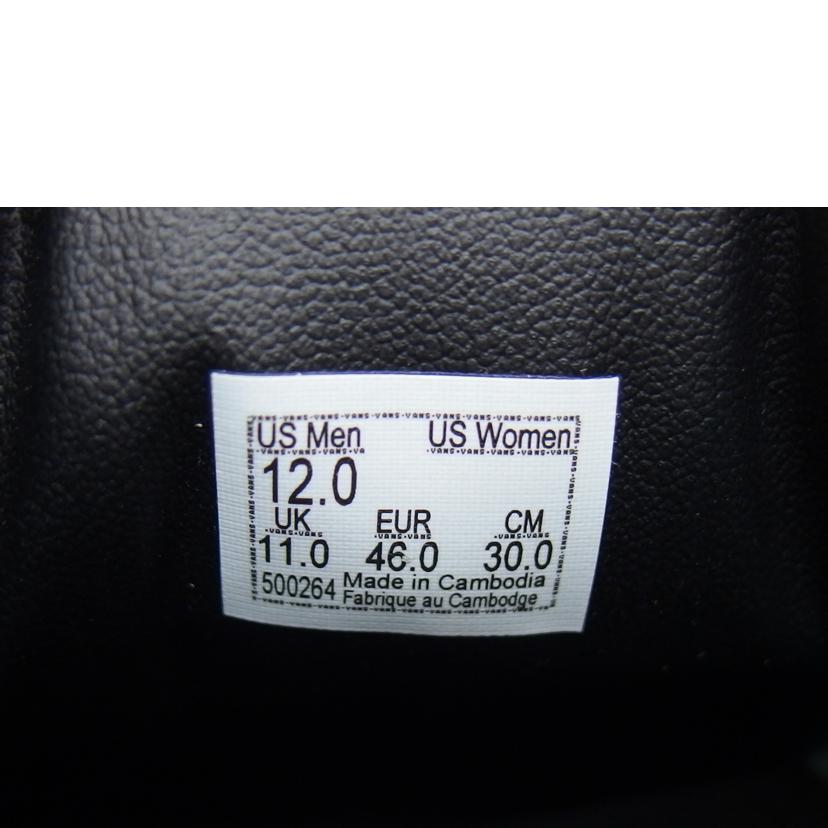 US Men US Women
12.0
UK EUR CM
11.0 46.0 30.0
500264 Made in Cambodia
Fabrique au Cambodge